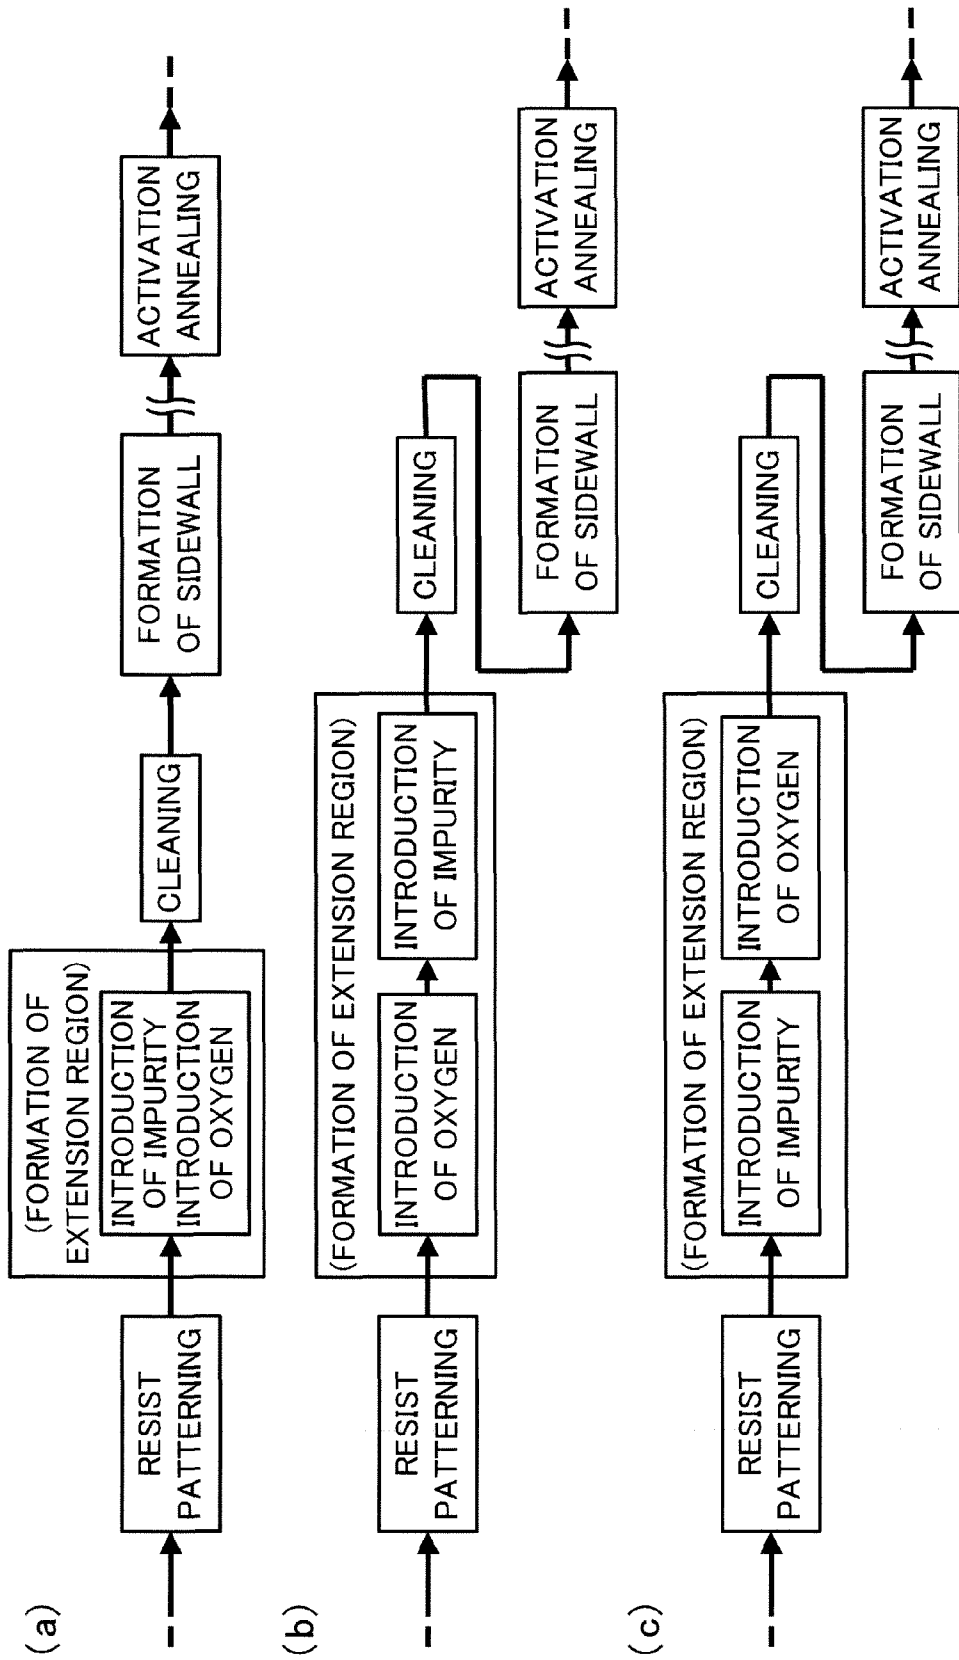 (a)
RESIST
PATTERNING
(FORMATION OF
EXTENSION REGION)
INTRODUCTION
OF IMPURITY
INTRODUCTION
OF OXYGEN
CLEANING
FORMATION
OF SIDEWALL
ACTIVATION
ANNEALING
(b)
RESIST
PATTERNING
(FORMATION OF EXTENSION REGION)
INTRODUCTION
OF OXYGEN
INTRODUCTION
OF IMPURITY
CLEANING
FORMATION
OF SIDEWALL
ACTIVATION
ANNEALING
(c)
RESIST
PATTERNING
(FORMATION OF EXTENSION REGION)
INTRODUCTION
OF IMPURITY
INTRODUCTION
OF OXYGEN
CLEANING
FORMATION
OF SIDEWALL
ACTIVATION
ANNEALING